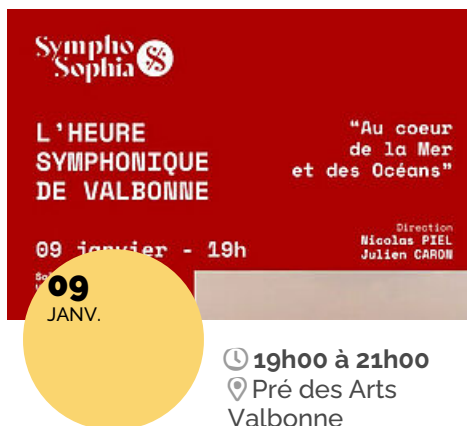 Sympho
Sophia
L'HEURE
SYMPHONIQUE
DE VALBONNE
"Au coeur
de la Mer
et des Océans"
Direction
Nicolas PIEL
Julien CARON
09 janvier - 19h
09
JANV.
19h00 à 21h00
Pré des Arts
Valbonne